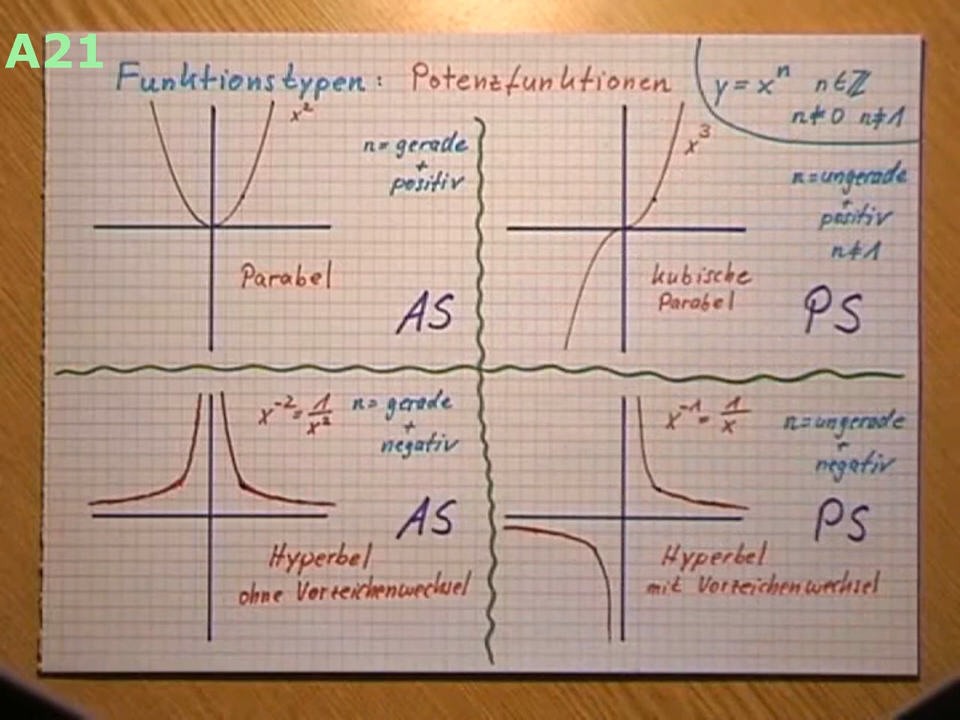 A21
Funktionstypen: Potenzfunktionen
y = xⁿ n ∈ ℤ
n ≠ 0 n ≠ 1
x²
n = gerade
+
positiv
Parabel
AS
x³
n = ungerade
+
positiv
n ≠ 1
kubische
Parabel
PS
x⁻² = 1/x²
n = gerade
+
negativ
AS
Hyperbel
ohne Vorzeichenwechsel
x⁻¹ = 1/x
n = ungerade
+
negativ
PS
Hyperbel
mit Vorzeichenwechsel